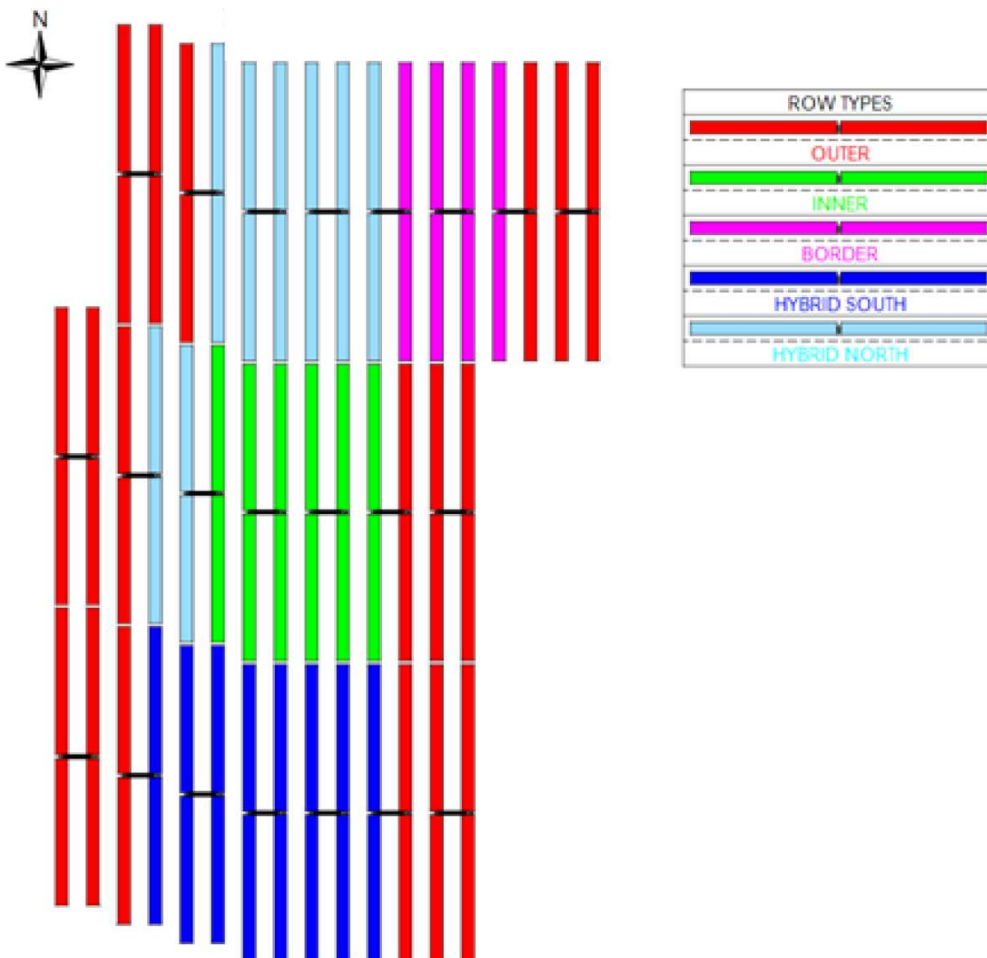 N
ROW TYPES
OUTER
INNER
BORDER
HYBRID SOUTH
HYBRID NORTH